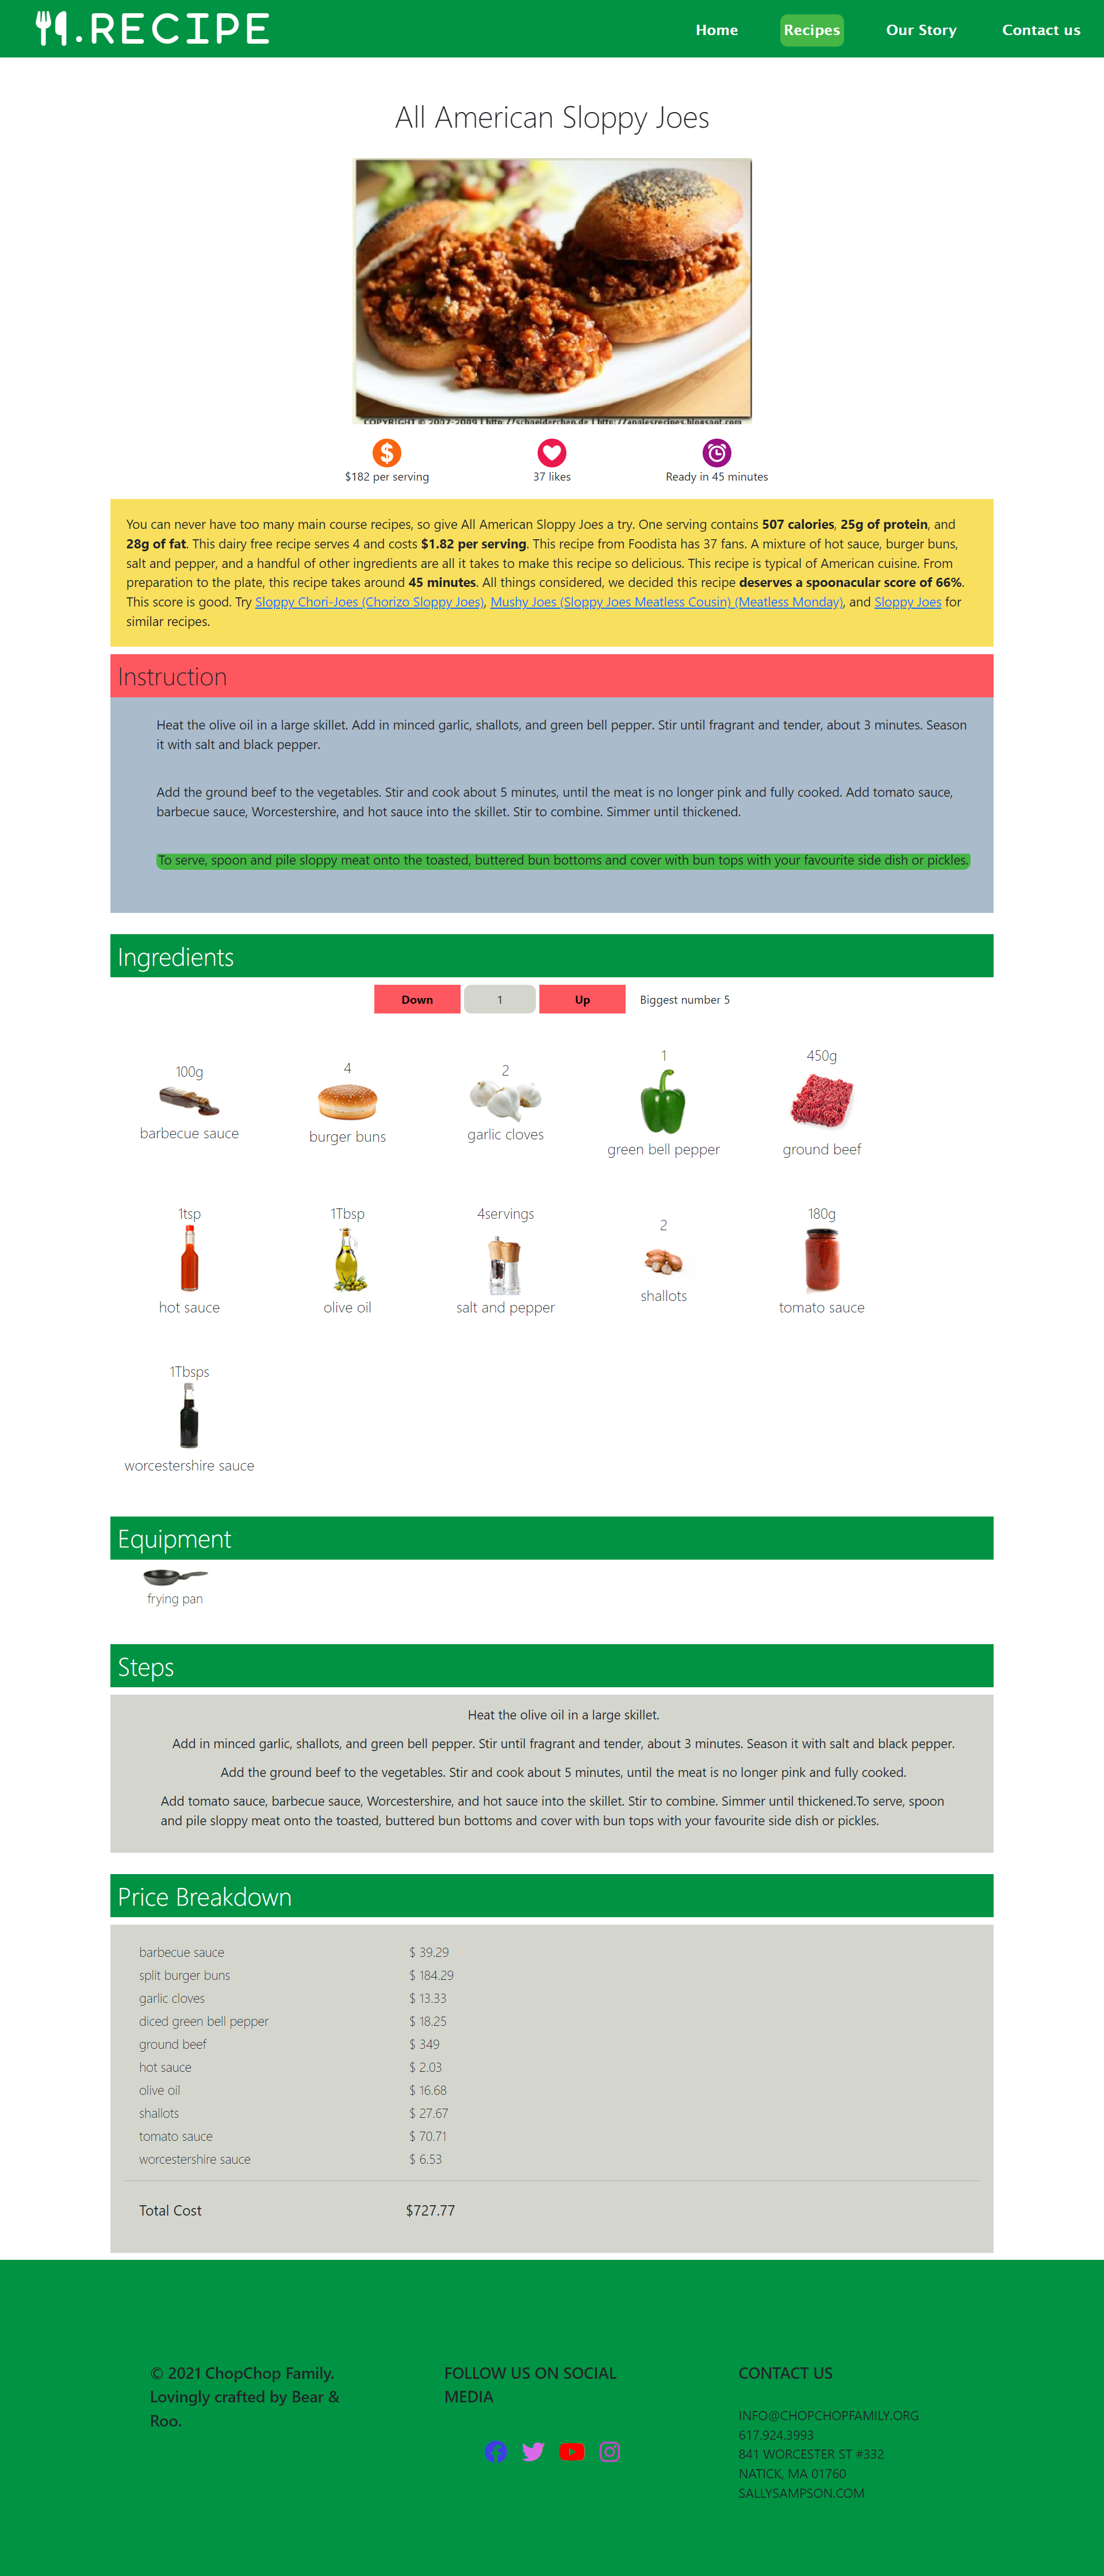 .RECIPE
Home
Recipes
Our Story
Contact us
All American Sloppy Joes
COPYRIGHT © 2007-2009 | http://schneiderchen.de | http://angiesrecipes.blogspot.com
$182 per serving
37 likes
Ready in 45 minutes
You can never have too many main course recipes, so give All American Sloppy Joes a try. One serving contains 507 calories, 25g of protein, and
28g of fat. This dairy free recipe serves 4 and costs $1.82 per serving. This recipe from Foodista has 37 fans. A mixture of hot sauce, burger buns,
salt and pepper, and a handful of other ingredients are all it takes to make this recipe so delicious. This recipe is typical of American cuisine. From
preparation to the plate, this recipe takes around 45 minutes. All things considered, we decided this recipe deserves a spoonacular score of 66%.
This score is good. Try Sloppy Chori-Joes (Chorizo Sloppy Joes), Mushy Joes (Sloppy Joes Meatless Cousin) (Meatless Monday), and Sloppy Joes for
similar recipes.
Instruction
Heat the olive oil in a large skillet. Add in minced garlic, shallots, and green bell pepper. Stir until fragrant and tender, about 3 minutes. Season
it with salt and black pepper.
Add the ground beef to the vegetables. Stir and cook about 5 minutes, until the meat is no longer pink and fully cooked. Add tomato sauce,
barbecue sauce, Worcestershire, and hot sauce into the skillet. Stir to combine. Simmer until thickened.
To serve, spoon and pile sloppy meat onto the toasted, buttered bun bottoms and cover with bun tops with your favourite side dish or pickles.
Ingredients
Down
1
Up
Biggest number 5
100g
barbecue sauce
4
burger buns
2
garlic cloves
1
green bell pepper
450g
ground beef
1tsp
hot sauce
1Tbsp
olive oil
4servings
salt and pepper
2
shallots
180g
tomato sauce
1Tbsps
worcestershire sauce
Equipment
frying pan
Steps
Heat the olive oil in a large skillet.
Add in minced garlic, shallots, and green bell pepper. Stir until fragrant and tender, about 3 minutes. Season it with salt and black pepper.
Add the ground beef to the vegetables. Stir and cook about 5 minutes, until the meat is no longer pink and fully cooked.
Add tomato sauce, barbecue sauce, Worcestershire, and hot sauce into the skillet. Stir to combine. Simmer until thickened.To serve, spoon
and pile sloppy meat onto the toasted, buttered bun bottoms and cover with bun tops with your favourite side dish or pickles.
Price Breakdown
barbecue sauce $ 39.29
split burger buns $ 184.29
garlic cloves $ 13.33
diced green bell pepper $ 18.25
ground beef $ 349
hot sauce $ 2.03
olive oil $ 16.68
shallots $ 27.67
tomato sauce $ 70.71
worcestershire sauce $ 6.53
Total Cost $727.77
© 2021 ChopChop Family.
Lovingly crafted by Bear &
Roo.
FOLLOW US ON SOCIAL
MEDIA
CONTACT US
INFO@CHOPCHOPFAMILY.ORG
617.924.3993
841 WORCESTER ST #332
NATICK, MA 01760
SALLYSAMPSON.COM